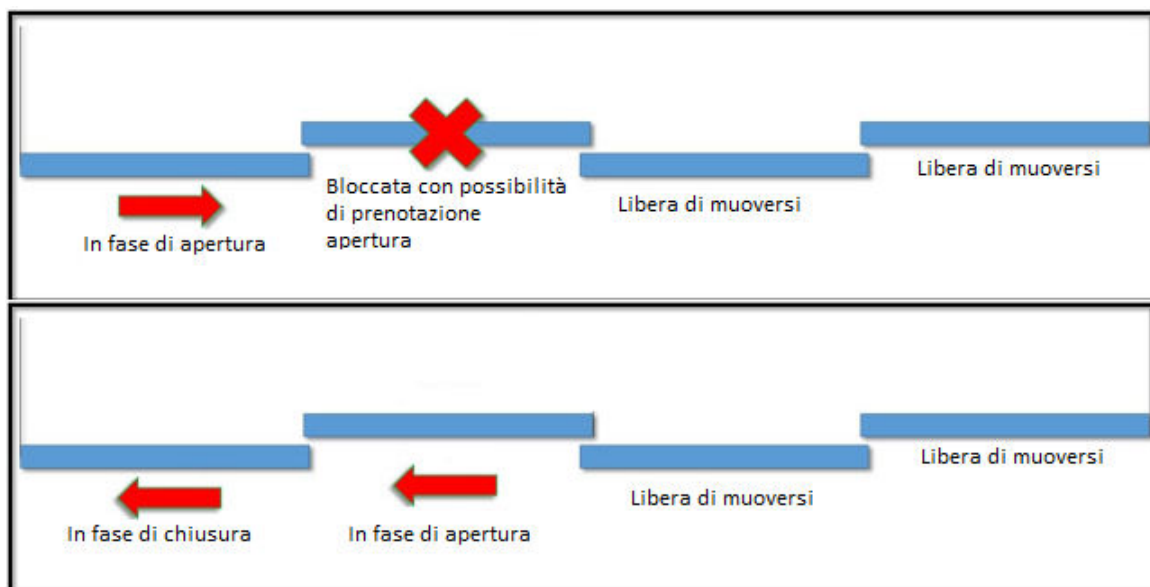 In fase di apertura
Bloccata con possibilità
di prenotazione
apertura
Libera di muoversi
Libera di muoversi
In fase di chiusura
In fase di apertura
Libera di muoversi
Libera di muoversi